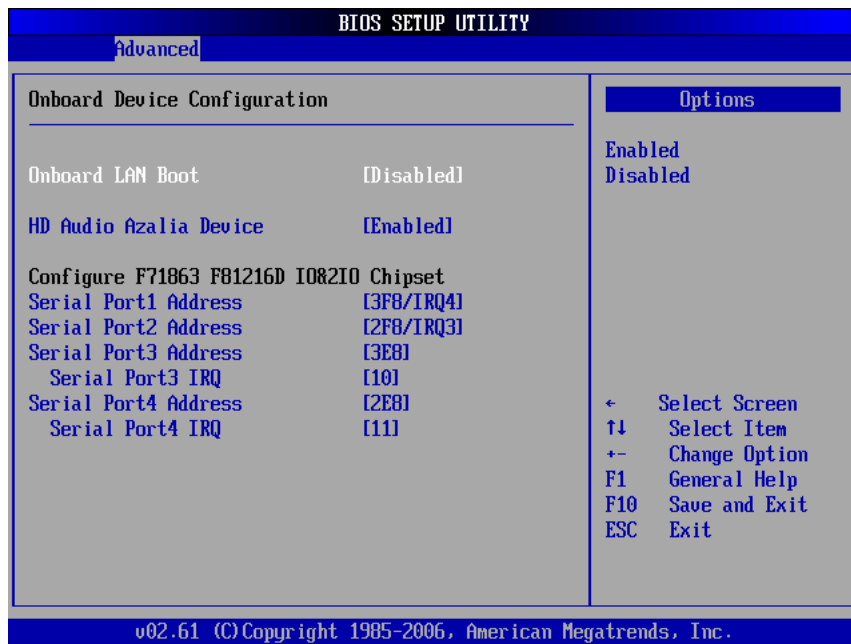 BIOS SETUP UTILITY
Advanced
Onboard Device Configuration
Onboard LAN Boot [Disabled]
HD Audio Azalia Device [Enabled]
Configure F71863 F81216D IO&2IO Chipset
Serial Port1 Address [3F8/IRQ4]
Serial Port2 Address [2F8/IRQ3]
Serial Port3 Address [3E8]
Serial Port3 IRQ [10]
Serial Port4 Address [2E8]
Serial Port4 IRQ [11]
Options
Enabled
Disabled
← Select Screen
↑↓ Select Item
+- Change Option
F1 General Help
F10 Save and Exit
ESC Exit
v02.61 (C)Copyright 1985-2006, American Megatrends, Inc.